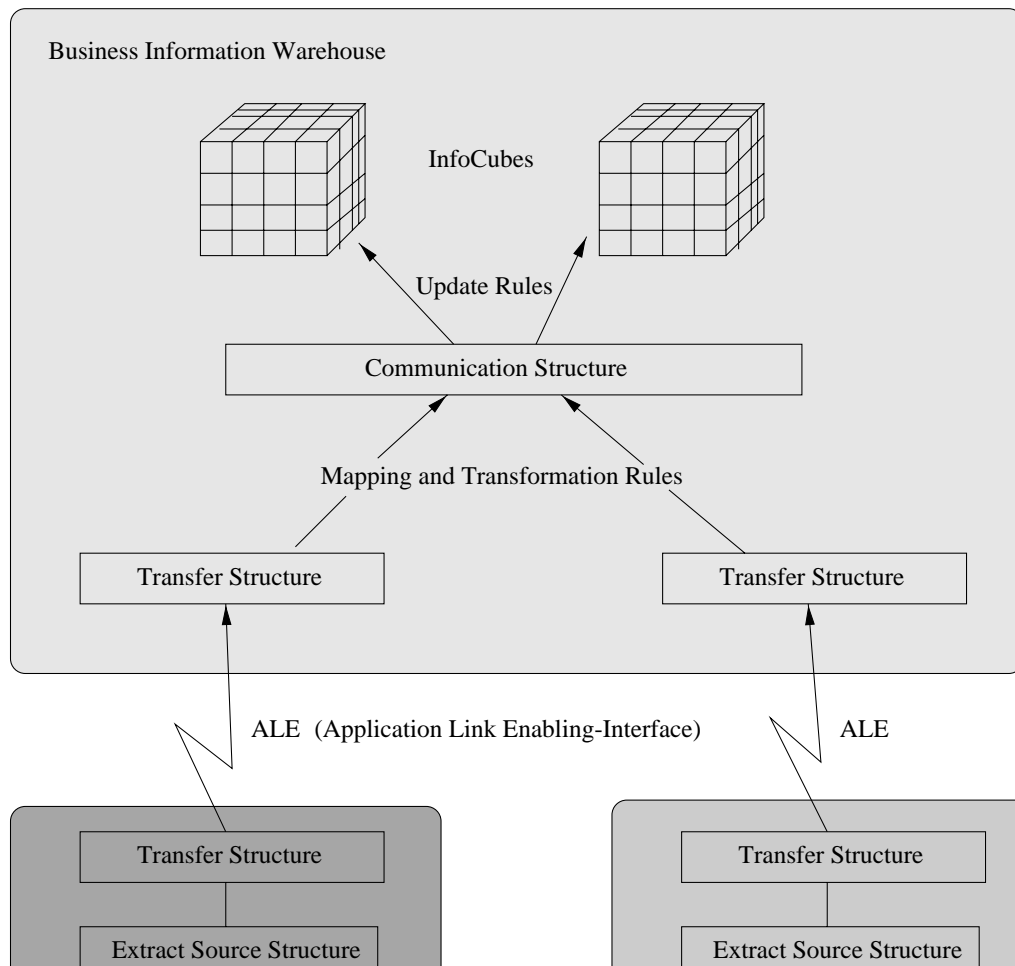 Business Information Warehouse
InfoCubes
Update Rules
Communication Structure
Mapping and Transformation Rules
Transfer Structure
Transfer Structure
ALE (Application Link Enabling-Interface)
ALE
Transfer Structure
Transfer Structure
Extract Source Structure
Extract Source Structure